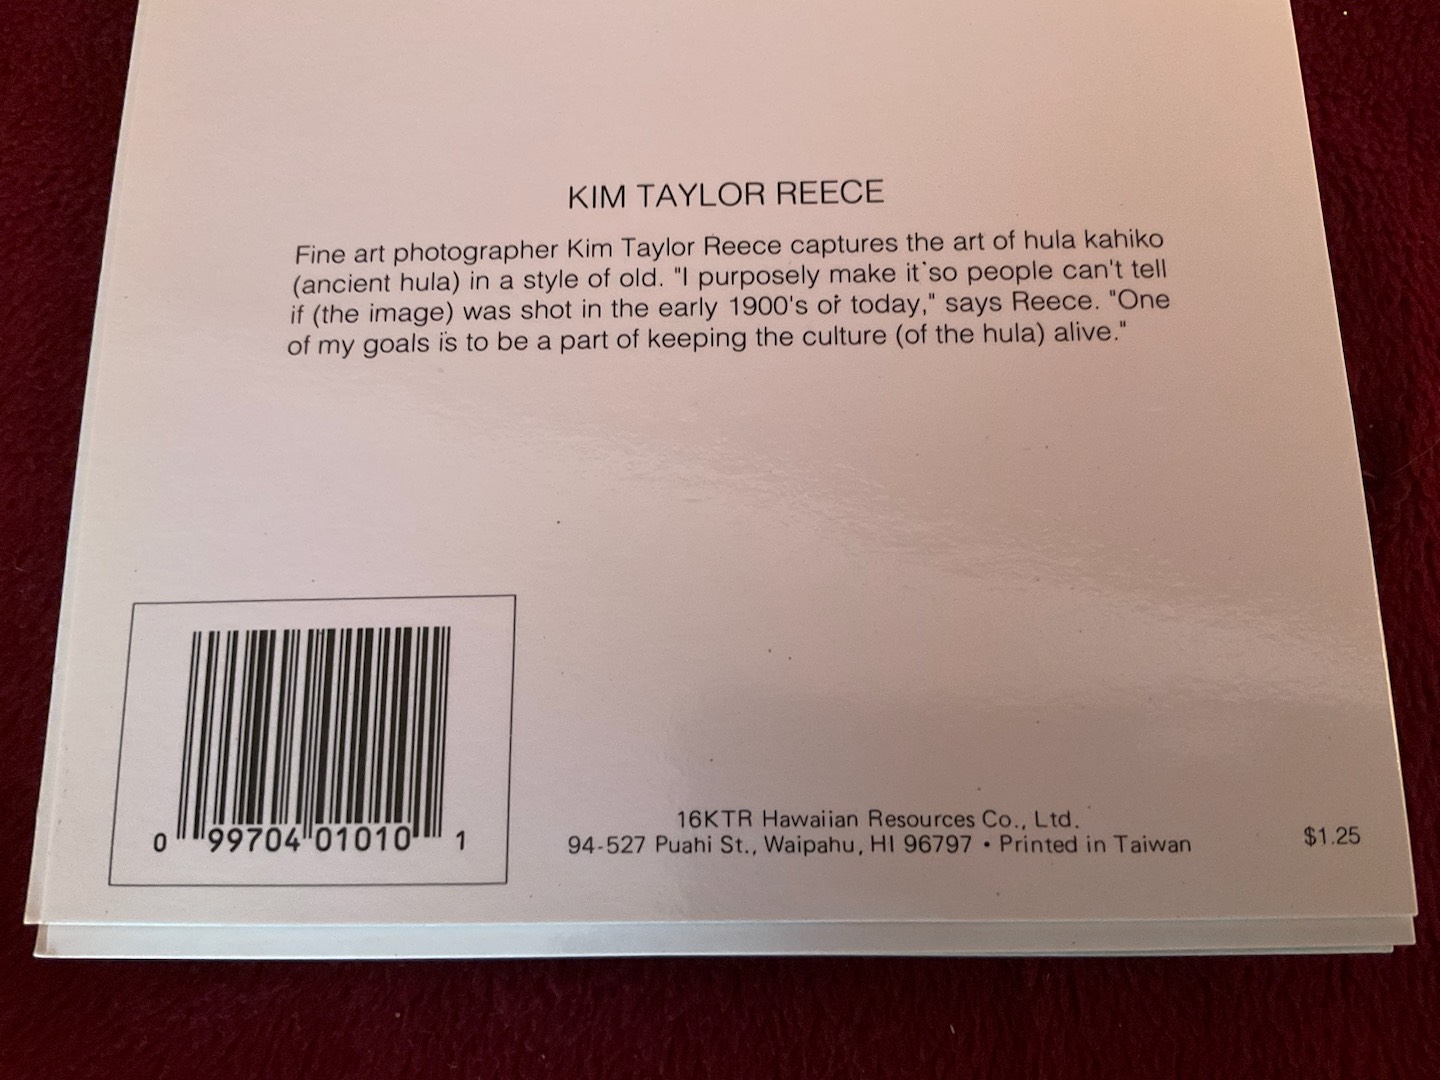 KIM TAYLOR REECE
Fine art photographer Kim Taylor Reece captures the art of hula kahiko
(ancient hula) in a style of old. "I purposely make it so people can't tell
if (the image) was shot in the early 1900's or today," says Reece. "One
of my goals is to be a part of keeping the culture (of the hula) alive."
0 99704 01010 1
16KTR Hawaiian Resources Co., Ltd.
94-527 Puahi St., Waipahu, HI 96797 • Printed in Taiwan
$1.25